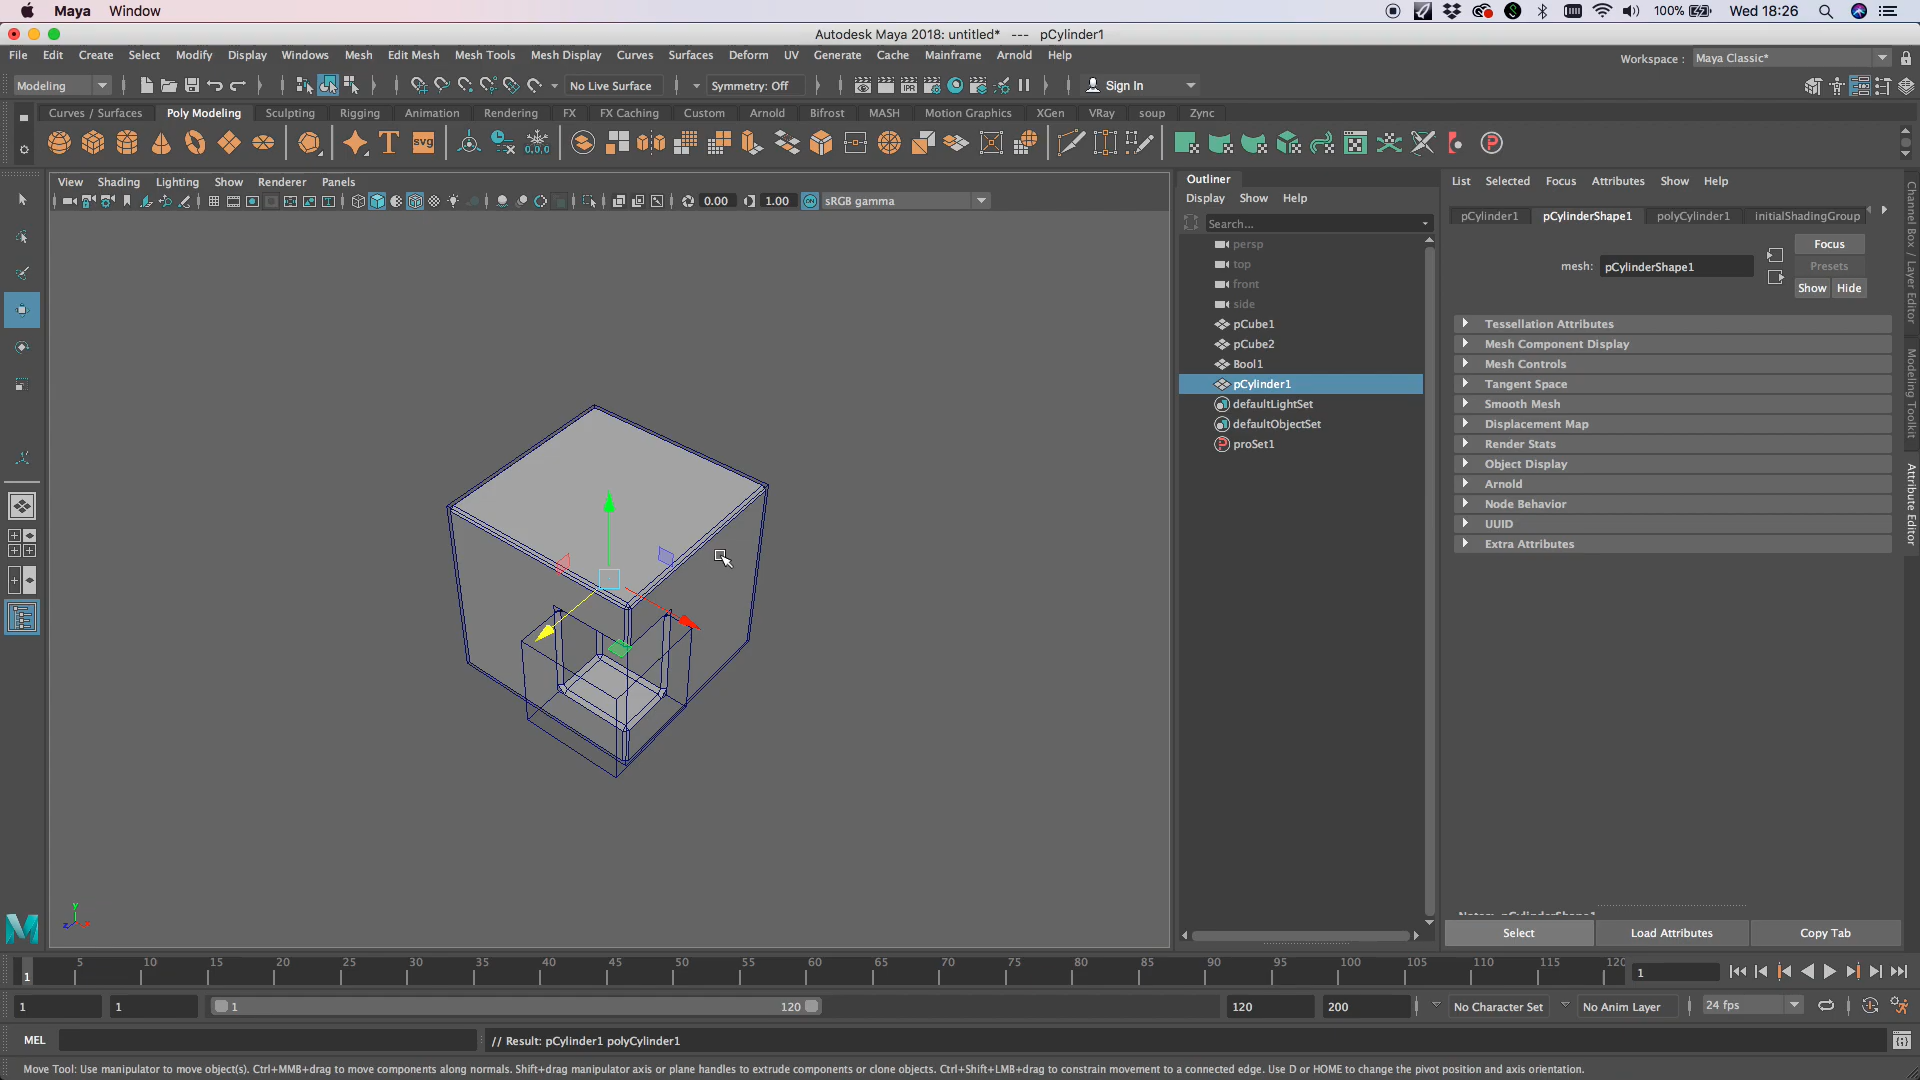 Maya Window 100% Wed 18:26
Autodesk Maya 2018: untitled* --- pCylinder1
File Edit Create Select Modify Display Windows Mesh Edit Mesh Mesh Tools Mesh Display Curves Surfaces Deform UV Generate Cache Mainframe Arnold Help Workspace : Maya Classic*
Modeling No Live Surface Symmetry: Off Sign In
Curves / Surfaces Poly Modeling Sculpting Rigging Animation Rendering FX FX Caching Custom Arnold Bifrost MASH Motion Graphics XGen VRay soup Zync
T svg 0,0,0
View Shading Lighting Show Renderer Panels
IPR
0.00 1.00 ON sRGB gamma
Outliner
Display Show Help
Search...
persp
top
front
side
pCube1
pCube2
Bool1
pCylinder1
defaultLightSet
defaultObjectSet
proSet1
List Selected Focus Attributes Show Help
pCylinder1 pCylinderShape1 polyCylinder1 initialShadingGroup
mesh: pCylinderShape1
Focus
Presets
Show Hide
Tessellation Attributes
Mesh Component Display
Mesh Controls
Tangent Space
Smooth Mesh
Displacement Map
Render Stats
Object Display
Arnold
Node Behavior
UUID
Extra Attributes
Select Load Attributes Copy Tab
Channel Box / Layer Editor
Modeling Toolkit
Attribute Editor
y
z
1 5 10 15 20 25 30 35 40 45 50 55 60 65 70 75 80 85 90 95 100 105 110 115 120 1
1 1 1 120 120 200 No Character Set No Anim Layer 24 fps
MEL // Result: pCylinder1 polyCylinder1
Move Tool: Use manipulator to move object(s). Ctrl+MMB+drag to move components along normals. Shift+drag manipulator axis or plane handles to extrude components or clone objects. Ctrl+Shift+LMB+drag to constrain movement to a connected edge. Use D or HOME to change the pivot position and axis orientation.